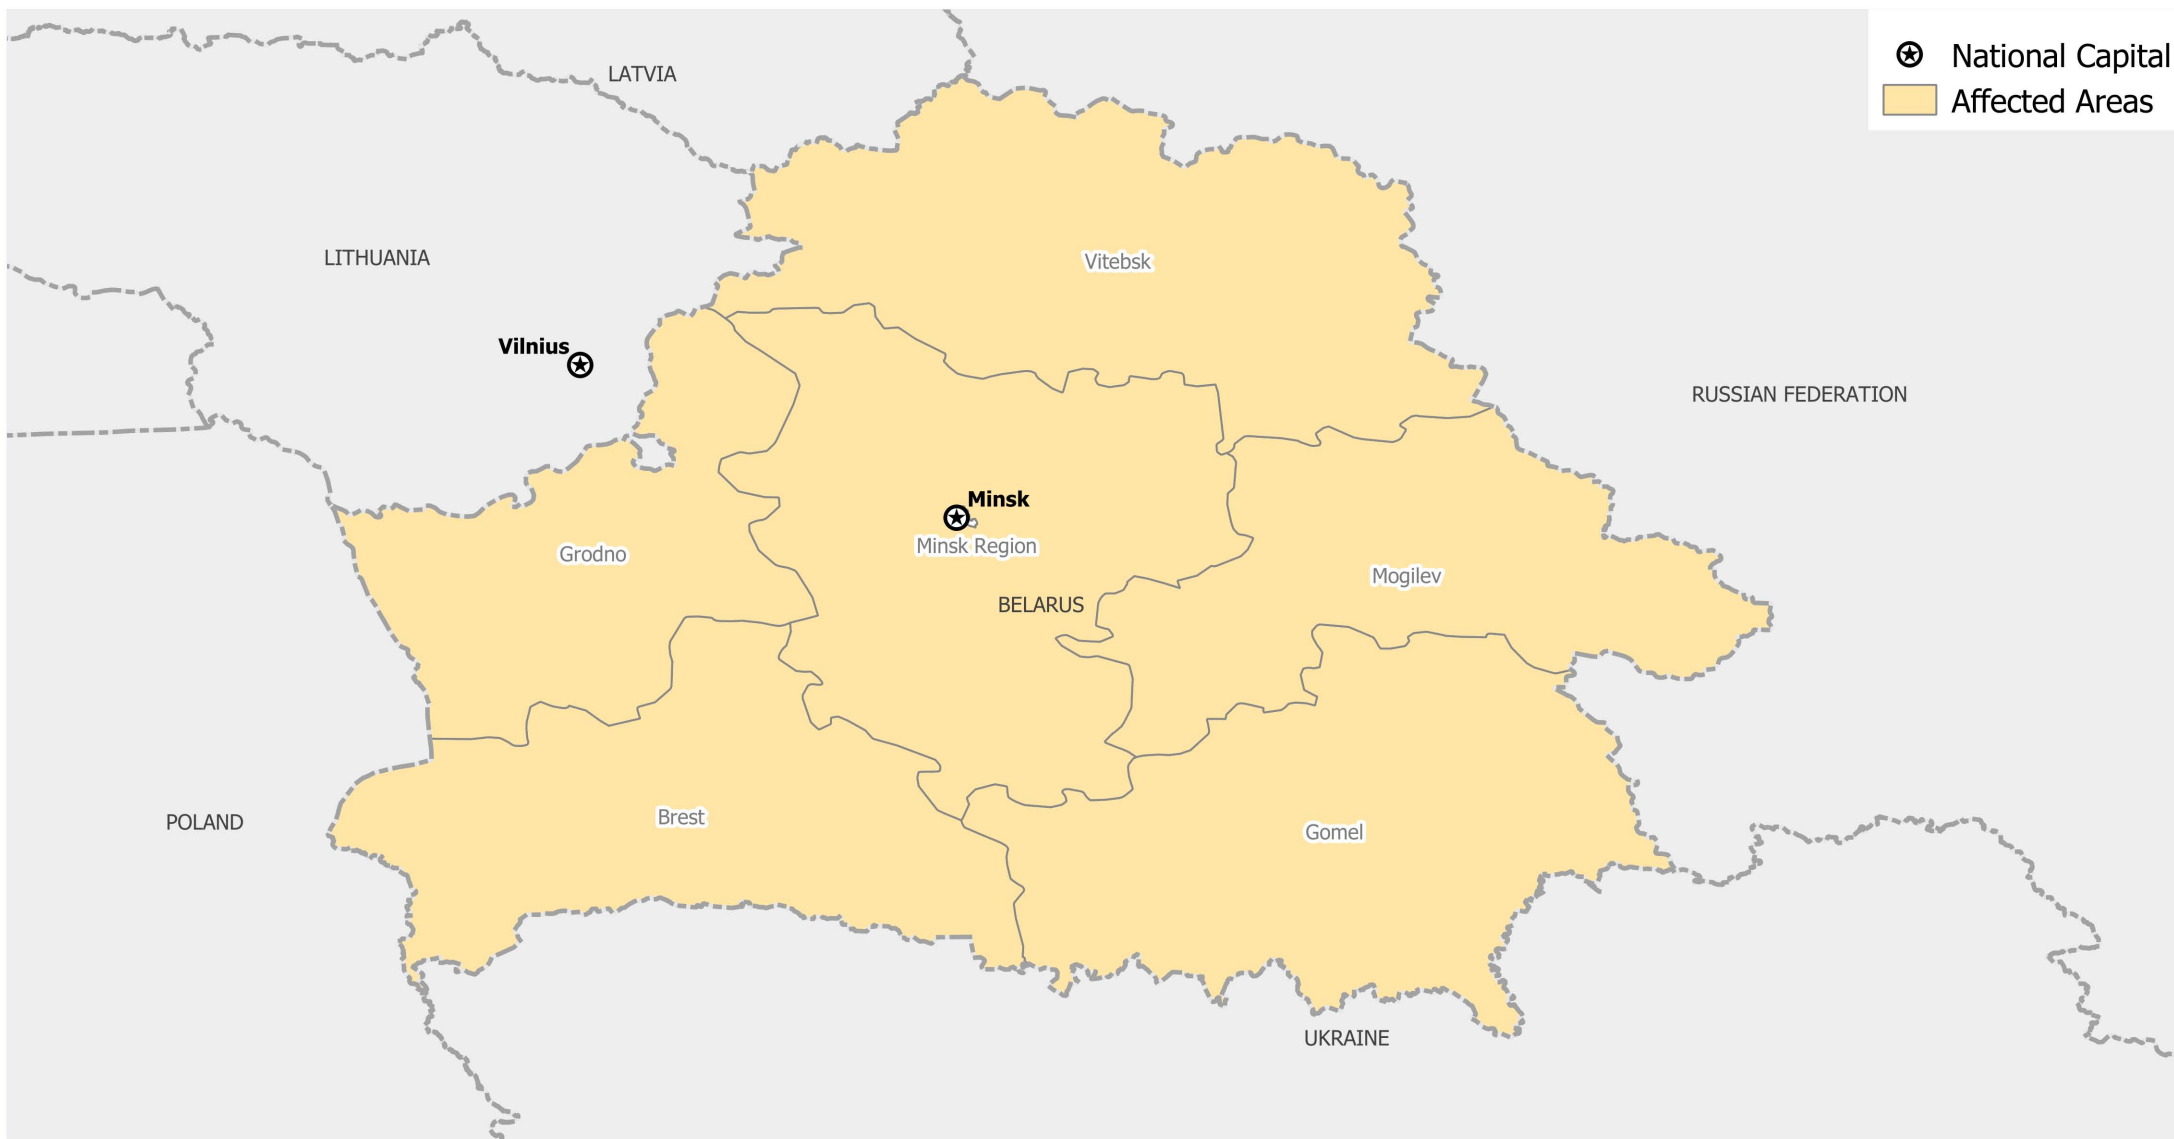 National Capital
Affected Areas
LATVIA
LITHUANIA
Vitebsk
Vilnius
RUSSIAN FEDERATION
Minsk
Minsk Region
Grodno
Mogilev
BELARUS
POLAND
Brest
Gomel
UKRAINE